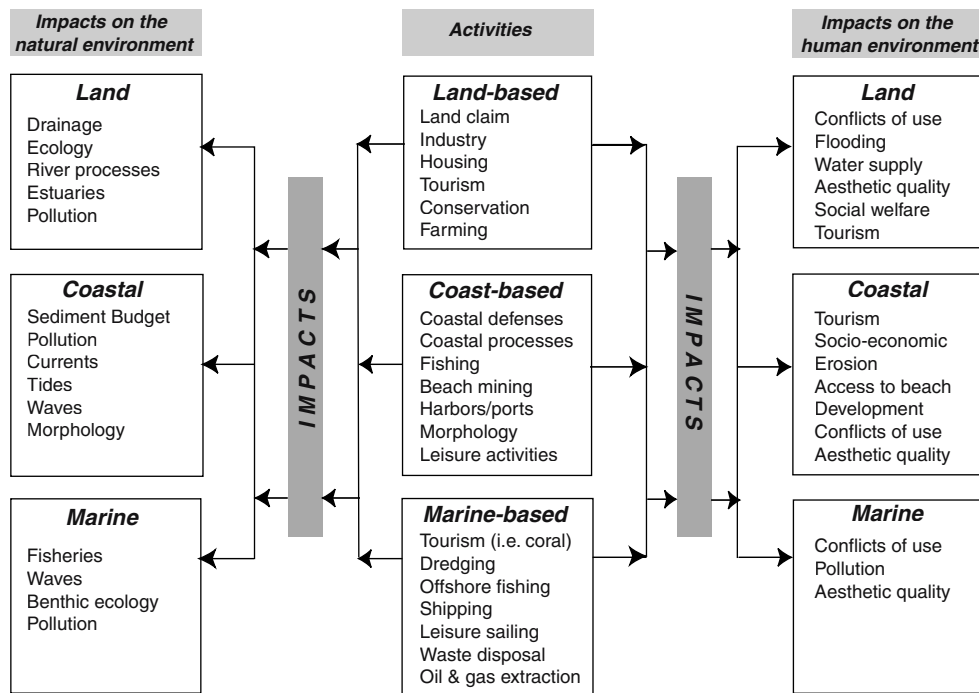 Impacts on the
natural environment
Activities
Impacts on the
human environment
Land
Drainage
Ecology
River processes
Estuaries
Pollution
Coastal
Sediment Budget
Pollution
Currents
Tides
Waves
Morphology
Marine
Fisheries
Waves
Benthic ecology
Pollution
IMPACTS
Land-based
Land claim
Industry
Housing
Tourism
Conservation
Farming
Coast-based
Coastal defenses
Coastal processes
Fishing
Beach mining
Harbors/ports
Morphology
Leisure activities
Marine-based
Tourism (i.e. coral)
Dredging
Offshore fishing
Shipping
Leisure sailing
Waste disposal
Oil & gas extraction
IMPACTS
Land
Conflicts of use
Flooding
Water supply
Aesthetic quality
Social welfare
Tourism
Coastal
Tourism
Socio-economic
Erosion
Access to beach
Development
Conflicts of use
Aesthetic quality
Marine
Conflicts of use
Pollution
Aesthetic quality